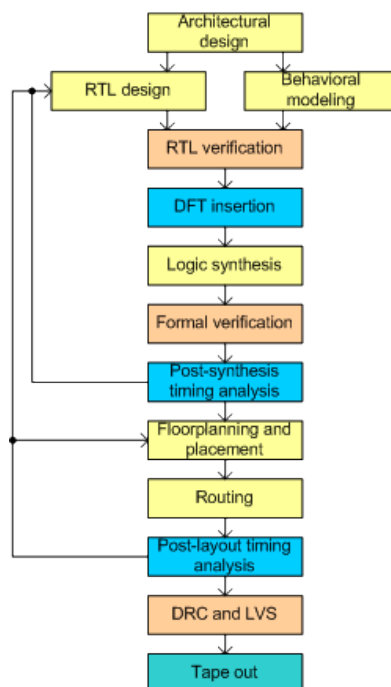 Architectural
design
RTL design
Behavioral
modeling
RTL verification
DFT insertion
Logic synthesis
Formal verification
Post-synthesis
timing analysis
Floorplanning and
placement
Routing
Post-layout timing
analysis
DRC and LVS
Tape out